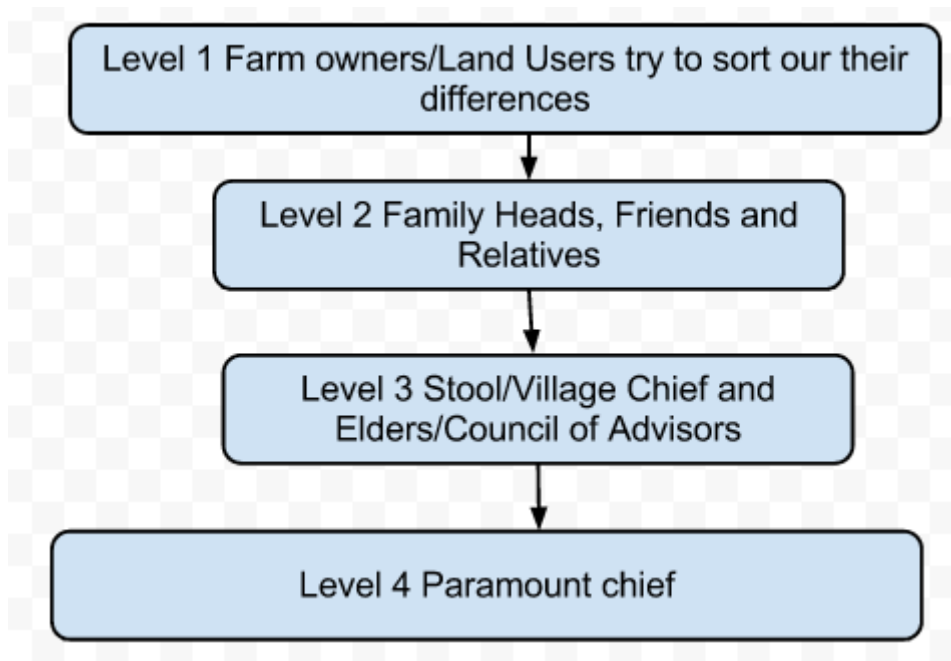 Level 1 Farm owners/Land Users try to sort our their
differences
Level 2 Family Heads, Friends and
Relatives
Level 3 Stool/Village Chief and
Elders/Council of Advisors
Level 4 Paramount chief